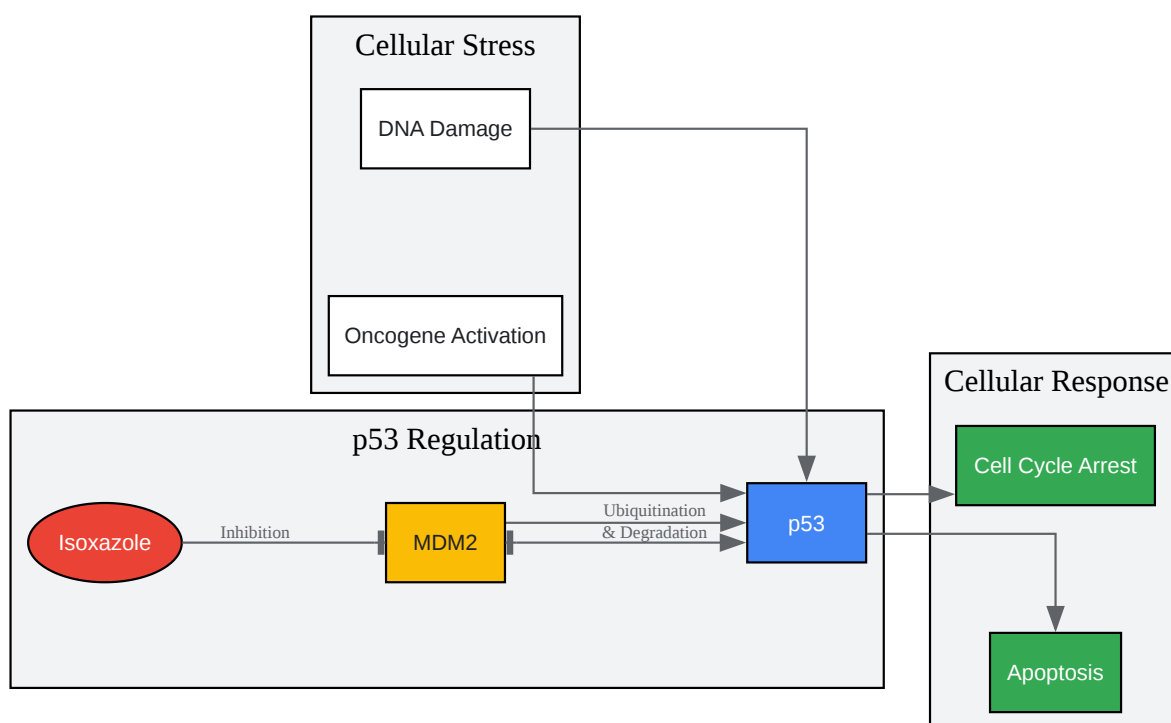 Cellular Stress
DNA Damage
Oncogene Activation
p53 Regulation
Isoxazole
Inhibition
MDM2
Ubiquitination
& Degradation
p53
Cellular Response
Cell Cycle Arrest
Apoptosis